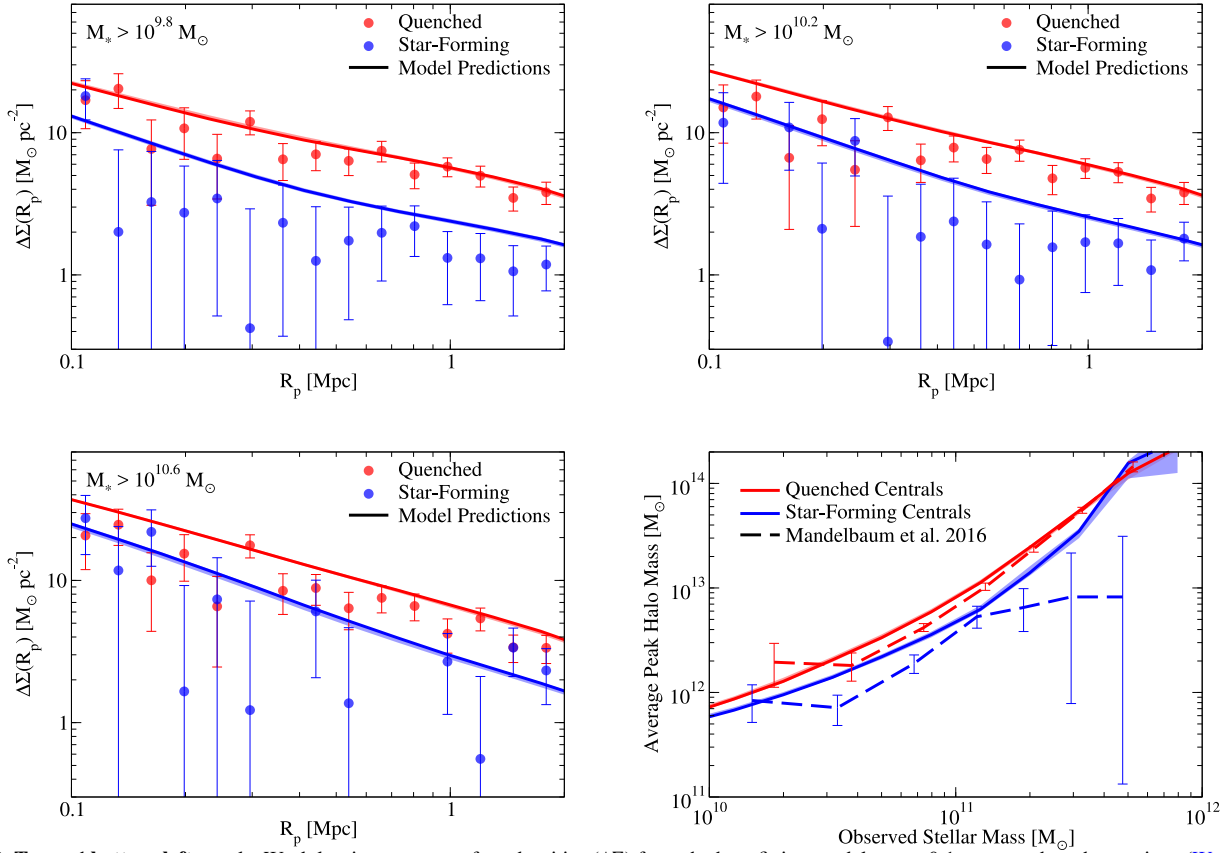 M* > 10^9.8 M☉
Quenched
Star-Forming
Model Predictions
10
1
ΔΣ(Rp) [M☉ pc^-2]
0.1
1
Rp [Mpc]
M* > 10^10.2 M☉
Quenched
Star-Forming
Model Predictions
10
1
ΔΣ(Rp) [M☉ pc^-2]
0.1
1
Rp [Mpc]
M* > 10^10.6 M☉
Quenched
Star-Forming
Model Predictions
10
1
ΔΣ(Rp) [M☉ pc^-2]
0.1
1
Rp [Mpc]
Quenched Centrals
Star-Forming Centrals
Mandelbaum et al. 2016
10^14
10^13
10^12
10^11
Average Peak Halo Mass [M☉]
10^10
10^11
10^12
Observed Stellar Mass [M☉]